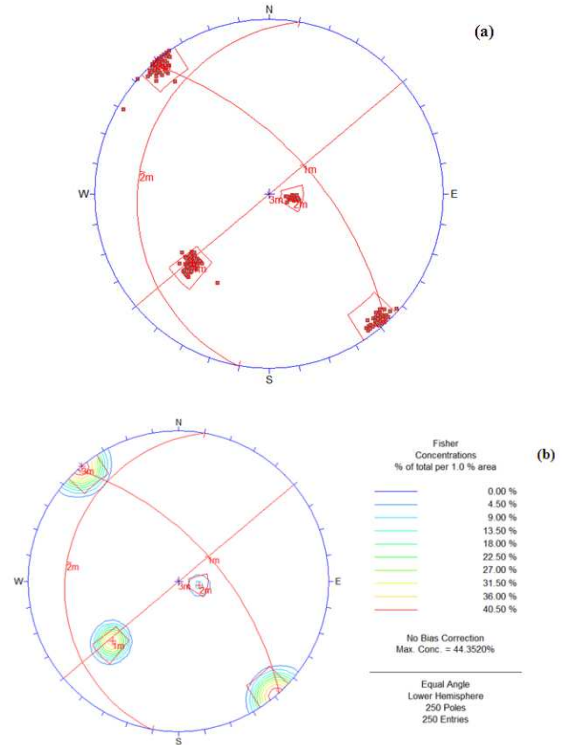 (a)
N
1m
2m
W
3m
2m
E
1m
S
(b)
N
3m
1m
2m
W
3m
2m
E
1m
S
Fisher
Concentrations
% of total per 1.0 % area
0.00 %
4.50 %
9.00 %
13.50 %
18.00 %
22.50 %
27.00 %
31.50 %
36.00 %
40.50 %
No Bias Correction
Max. Conc. = 44.3520%
Equal Angle
Lower Hemisphere
250 Poles
250 Entries